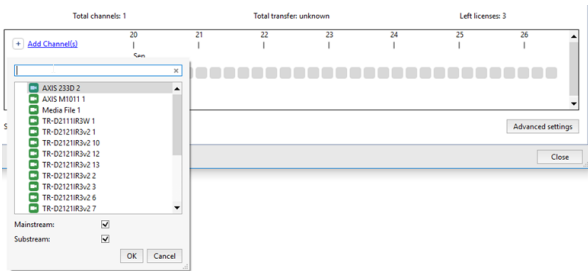 Total channels: 1 Total transfer: unknown Left licenses: 3
+ Add Channel(s) 20 21 22 23 24 25 26
Sep
AXIS 233D 2
AXIS M1011 1
Media File 1
TR-D2111IR3W 1
TR-D2121IR3v2 1
TR-D2121IR3v2 10
TR-D2121IR3v2 12
TR-D2121IR3v2 13
TR-D2121IR3v2 2
TR-D2121IR3v2 3
TR-D2121IR3v2 6
TR-D2121IR3v2 7
S Advanced settings
Close
Mainstream:
Substream:
OK Cancel